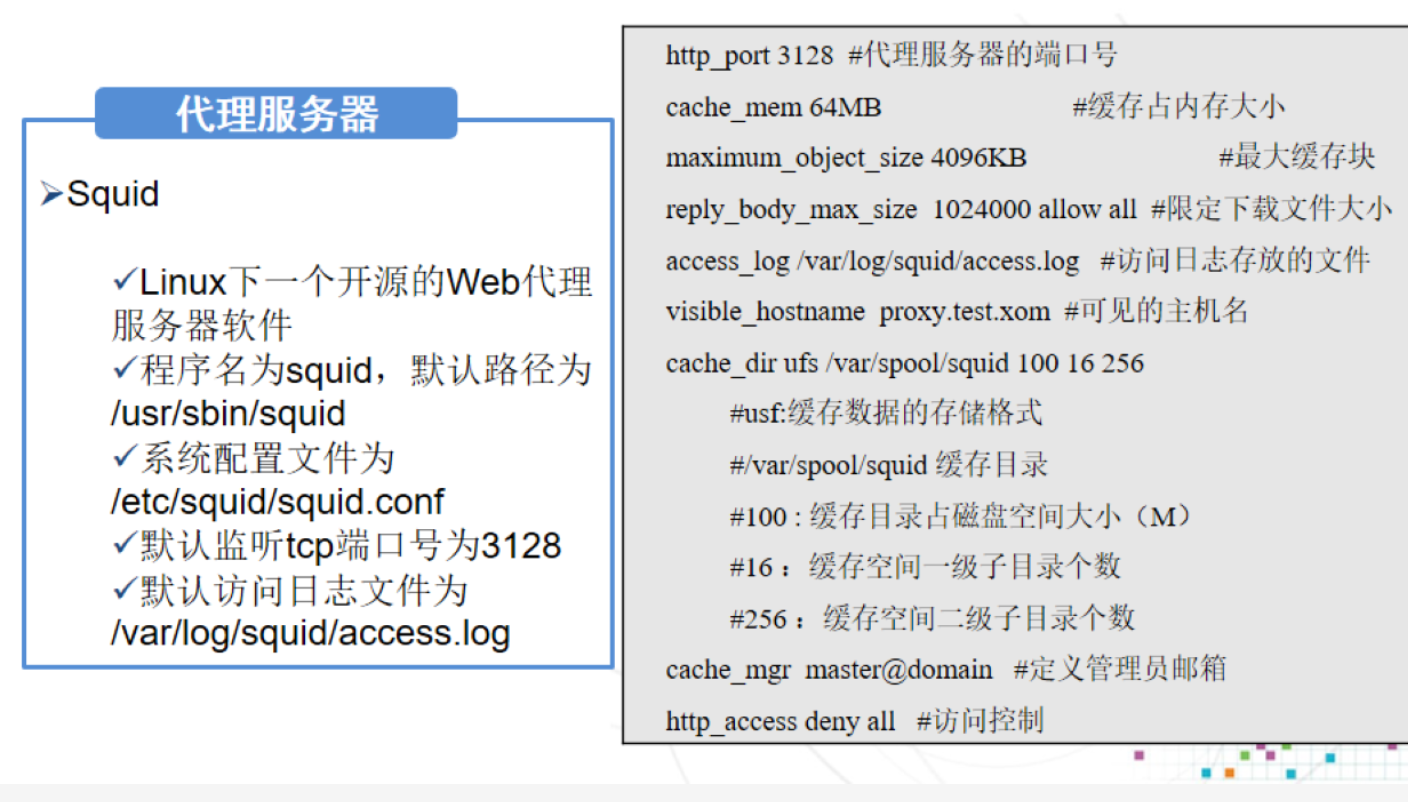 代理服务器
➢Squid
✓Linux下一个开源的Web代理
服务器软件
✓程序名为squid，默认路径为
/usr/sbin/squid
✓系统配置文件为
/etc/squid/squid.conf
✓默认监听tcp端口号为3128
✓默认访问日志文件为
/var/log/squid/access.log
http_port 3128 #代理服务器的端口号
cache_mem 64MB #缓存占内存大小
maximum_object_size 4096KB #最大缓存块
reply_body_max_size 1024000 allow all #限定下载文件大小
access_log /var/log/squid/access.log #访问日志存放的文件
visible_hostname proxy.test.xom #可见的主机名
cache_dir ufs /var/spool/squid 100 16 256
#usf:缓存数据的存储格式
#/var/spool/squid 缓存目录
#100 : 缓存目录占磁盘空间大小（M）
#16 ： 缓存空间一级子目录个数
#256 ： 缓存空间二级子目录个数
cache_mgr master@domain #定义管理员邮箱
http_access deny all #访问控制